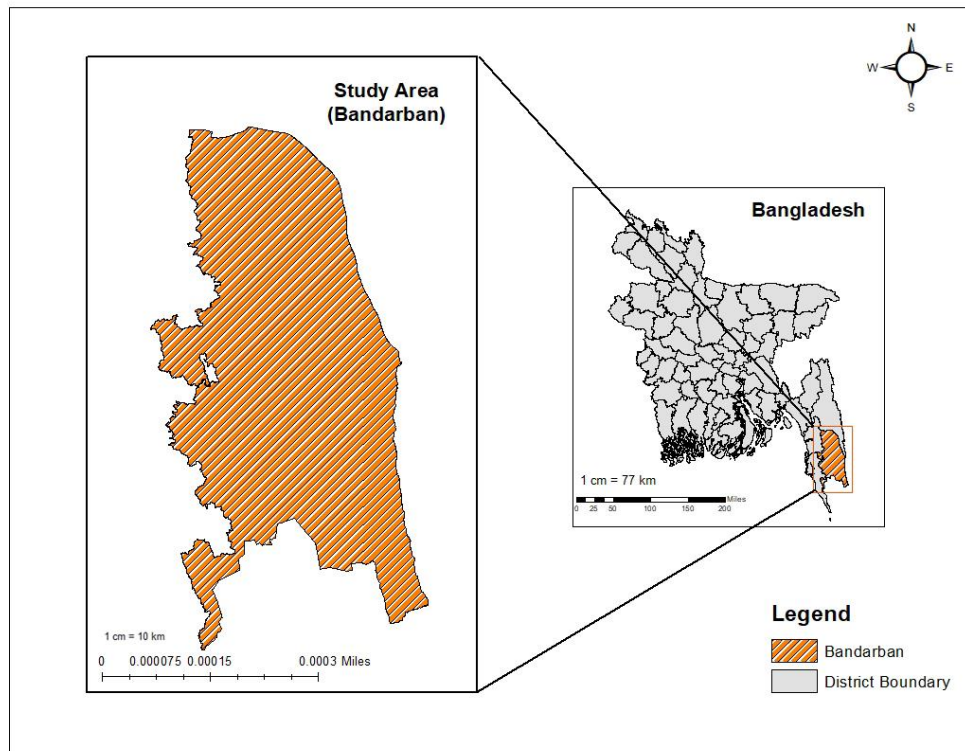 N
W E
S
Study Area
(Bandarban)
Bangladesh
1 cm = 77 km
Miles
0 25 50 100 150 200
1 cm = 10 km
0 0.000075 0.00015 0.0003 Miles
Legend
Bandarban
District Boundary